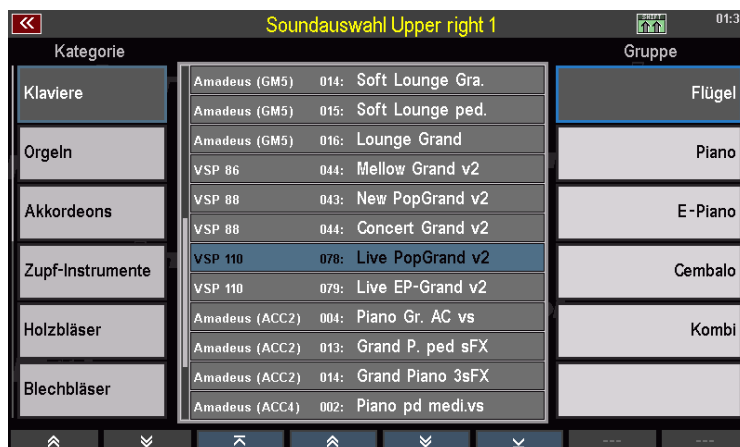 Soundauswahl Upper right 1
SHIFT
01:3
Kategorie
Gruppe
Klaviere
Orgeln
Akkordeons
Zupf-Instrumente
Holzbläser
Blechbläser
Amadeus (GM5) 014: Soft Lounge Gra.
Amadeus (GM5) 015: Soft Lounge ped.
Amadeus (GM5) 016: Lounge Grand
VSP 86 044: Mellow Grand v2
VSP 88 043: New PopGrand v2
VSP 88 044: Concert Grand v2
VSP 110 078: Live PopGrand v2
VSP 110 079: Live EP-Grand v2
Amadeus (ACC2) 004: Piano Gr. AC vs
Amadeus (ACC2) 013: Grand P. ped sFX
Amadeus (ACC2) 014: Grand Piano 3sFX
Amadeus (ACC4) 002: Piano pd medi.vs
Flügel
Piano
E-Piano
Cembalo
Kombi
--- ---